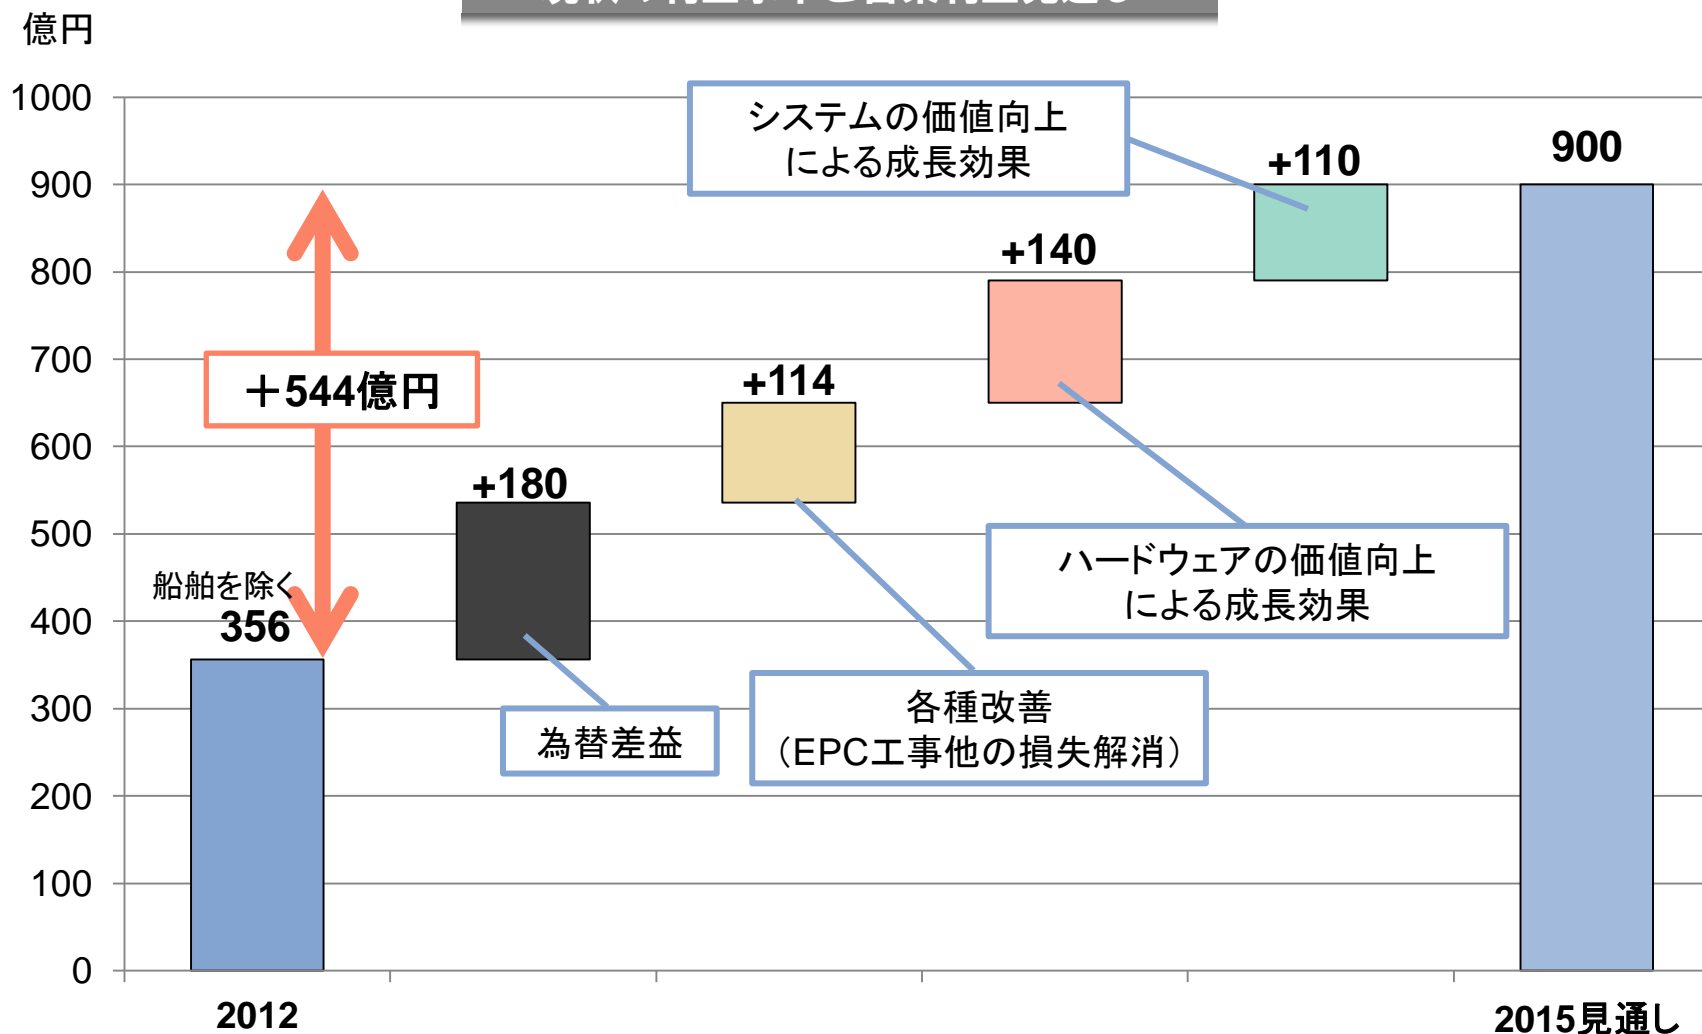 億円
1000
900
800
700
600
500
400
300
200
100
0
システムの価値向上
による成長効果
+110
900
+140
+114
+180
＋544億円
船舶を除く
356
ハードウェアの価値向上
による成長効果
各種改善
（EPC工事他の損失解消）
為替差益
2012
2015見通し